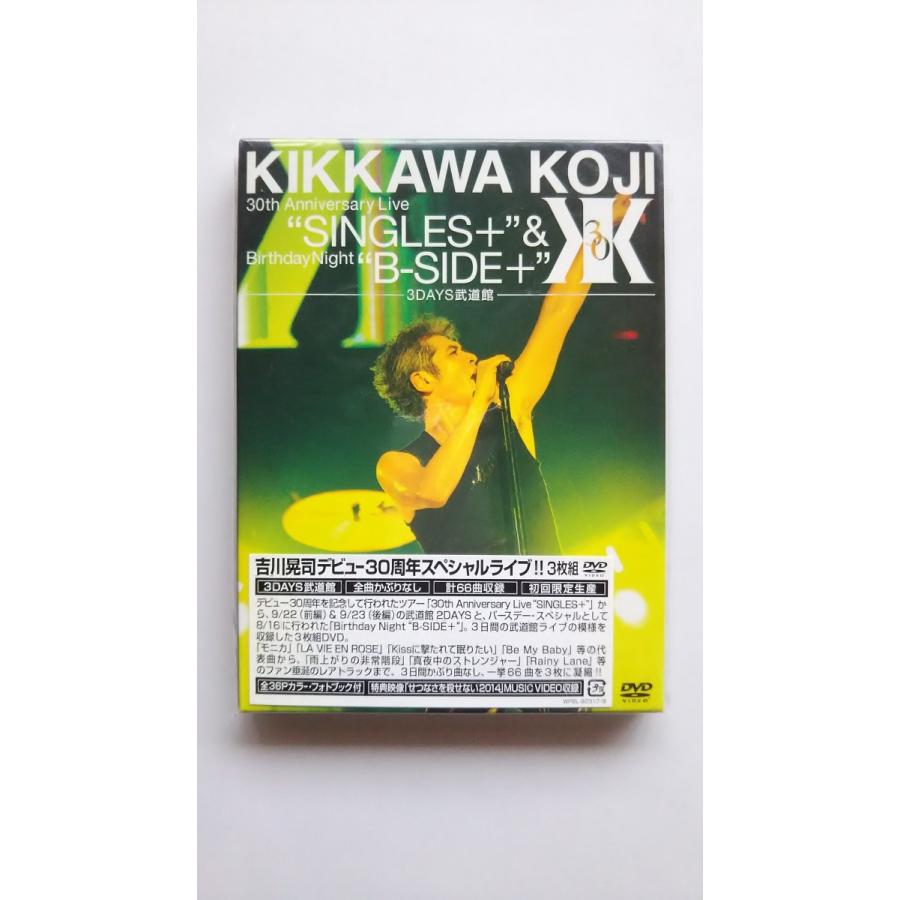 KIKKAWA KOJI
30th Anniversary Live
“SINGLES+”&
Birthday Night “B-SIDE+”
3DAYS武道館
K30K
吉川晃司デビュー30周年スペシャルライブ!! 3枚組 DVD VIDEO
3DAYS武道館 全曲かぶりなし 計66曲収録 初回限定生産
デビュー30周年を記念して行われたツアー「30th Anniversary Live“SINGLES+”」か
ら、9/22(前編)& 9/23(後編)の武道館 2DAYSと、バースデー・スペシャルとして
8/16に行われた「Birthday Night “B-SIDE+”」。3日間の武道館ライブの模様を
収録した3枚組DVD。
「モニカ」「LA VIE EN ROSE」「Kissに撃たれて眠りたい」「Be My Baby」等の代
表曲から。「雨上がりの非常階段」「真夜中のストレンジャー」「Rainy Lane」等
のファン垂涎のレアトラックまで、3日間かぶり曲なし、一挙66曲を3枚に凝縮!!
全36Pカラー・フォトブック付 特典映像「せつなさを殺せない2014」MUSIC VIDEO収録
DVD
VIDEO
WPBL-90317-9